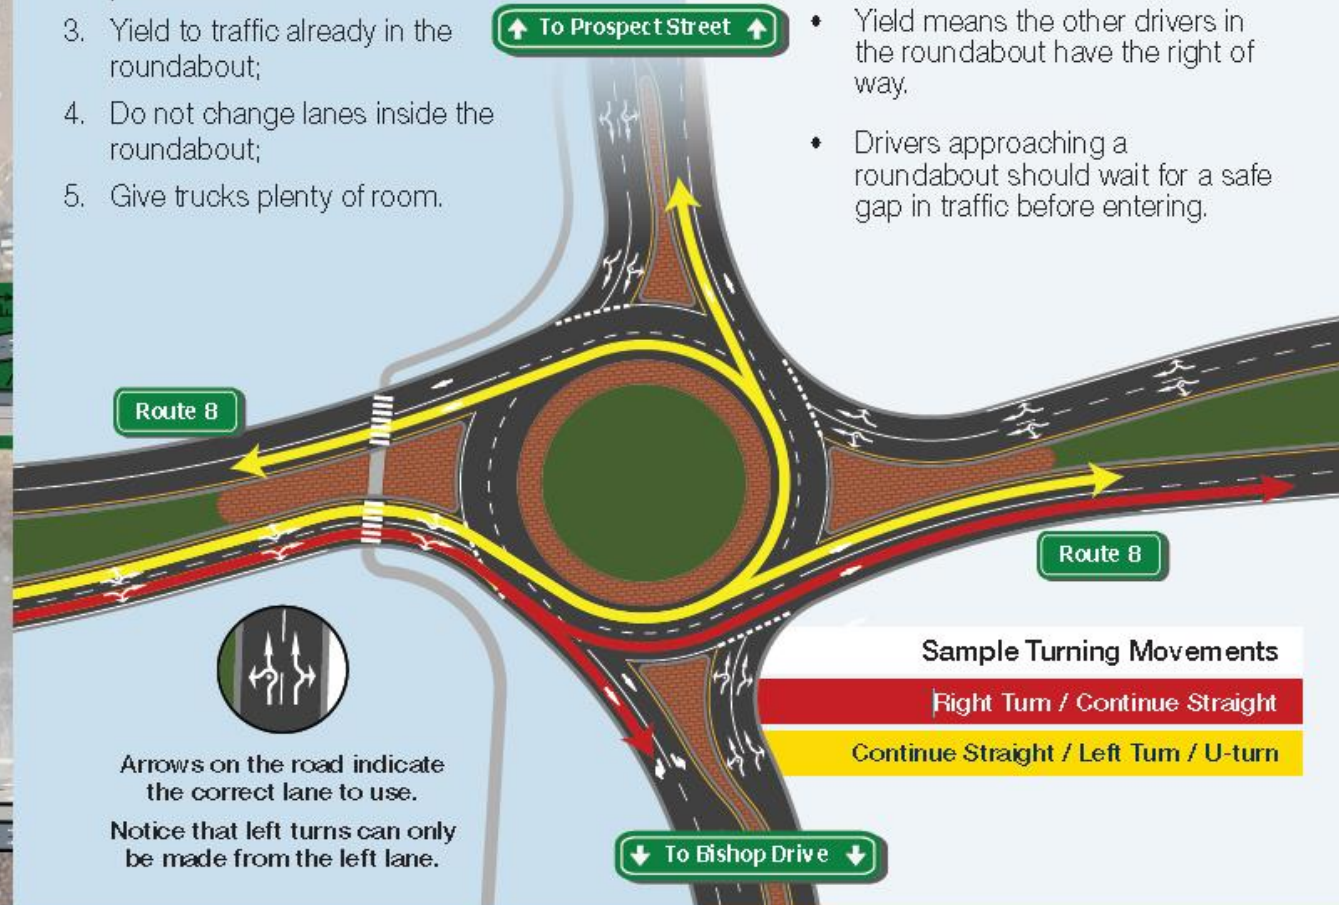 3. Yield to traffic already in the
roundabout;
4. Do not change lanes inside the
roundabout;
5. Give trucks plenty of room.
To Prospect Street
• Yield means the other drivers in
the roundabout have the right of
way.
• Drivers approaching a
roundabout should wait for a safe
gap in traffic before entering.
Route 8
Route 8
Sample Turning Movements
Right Turn / Continue Straight
Continue Straight / Left Turn / U-turn
Arrows on the road indicate
the correct lane to use.
Notice that left turns can only
be made from the left lane.
To Bishop Drive